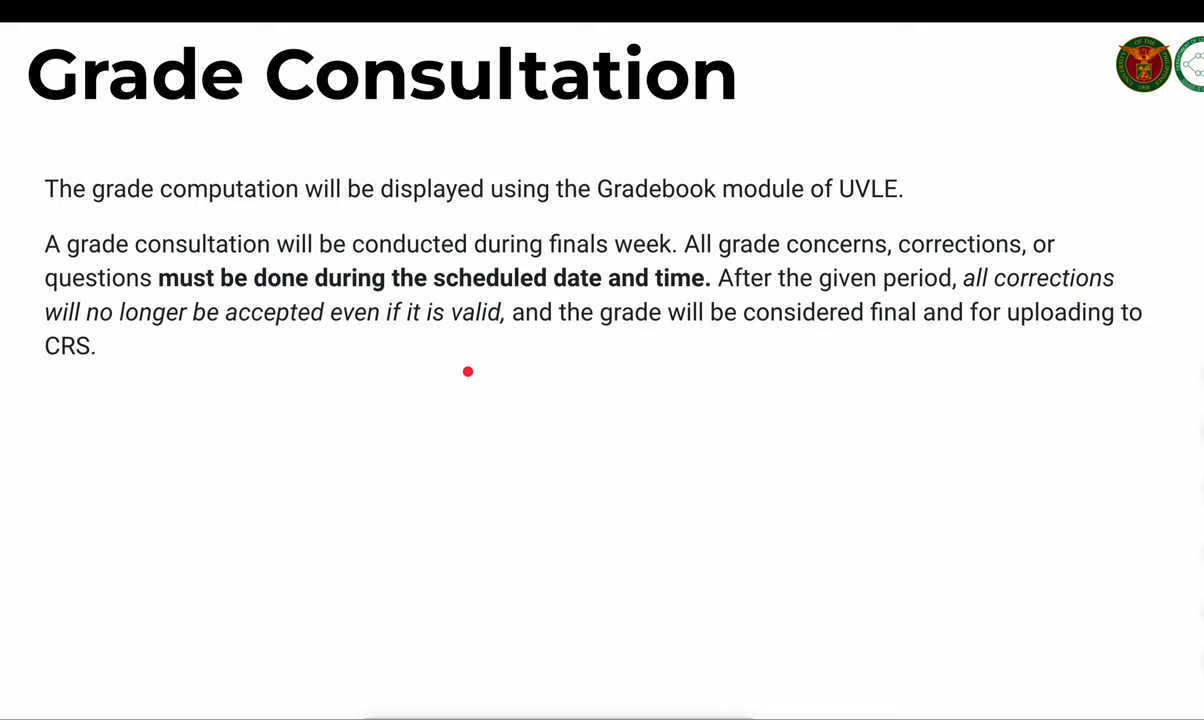 Grade Consultation
The grade computation will be displayed using the Gradebook module of UVLE.
A grade consultation will be conducted during finals week. All grade concerns, corrections, or
questions must be done during the scheduled date and time. After the given period, all corrections
will no longer be accepted even if it is valid, and the grade will be considered final and for uploading to
CRS.